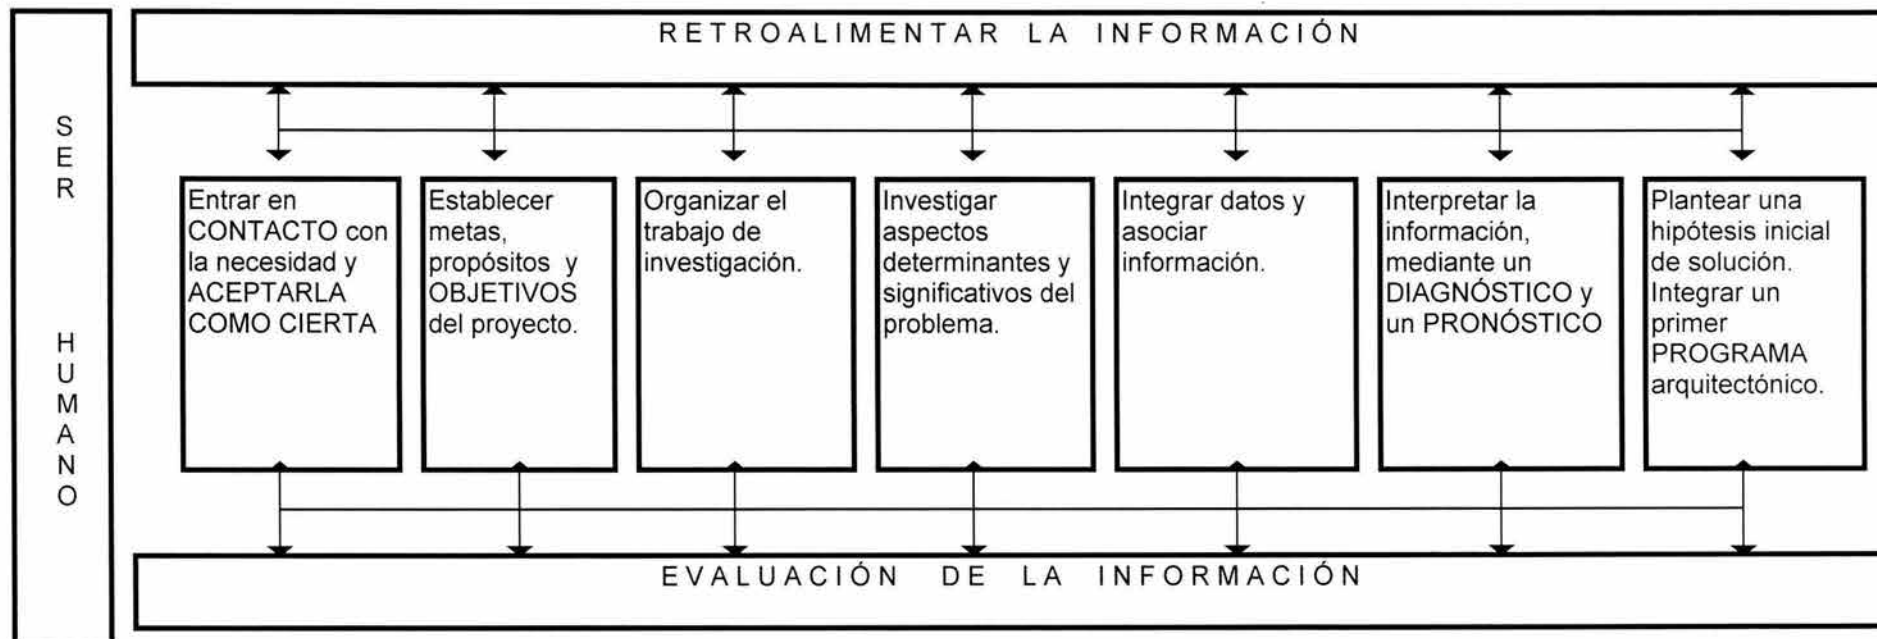 SER HUMANO
RETROALIMENTAR LA INFORMACIÓN
Entrar en
CONTACTO con
la necesidad y
ACEPTARLA
COMO CIERTA
Establecer
metas,
propósitos y
OBJETIVOS
del proyecto.
Organizar el
trabajo de
investigación.
Investigar
aspectos
determinantes y
significativos del
problema.
Integrar datos y
asociar
información.
Interpretar la
información,
mediante un
DIAGNÓSTICO y
un PRONÓSTICO
Plantear una
hipótesis inicial
de solución.
Integrar un
primer
PROGRAMA
arquitectónico.
EVALUACIÓN DE LA INFORMACIÓN